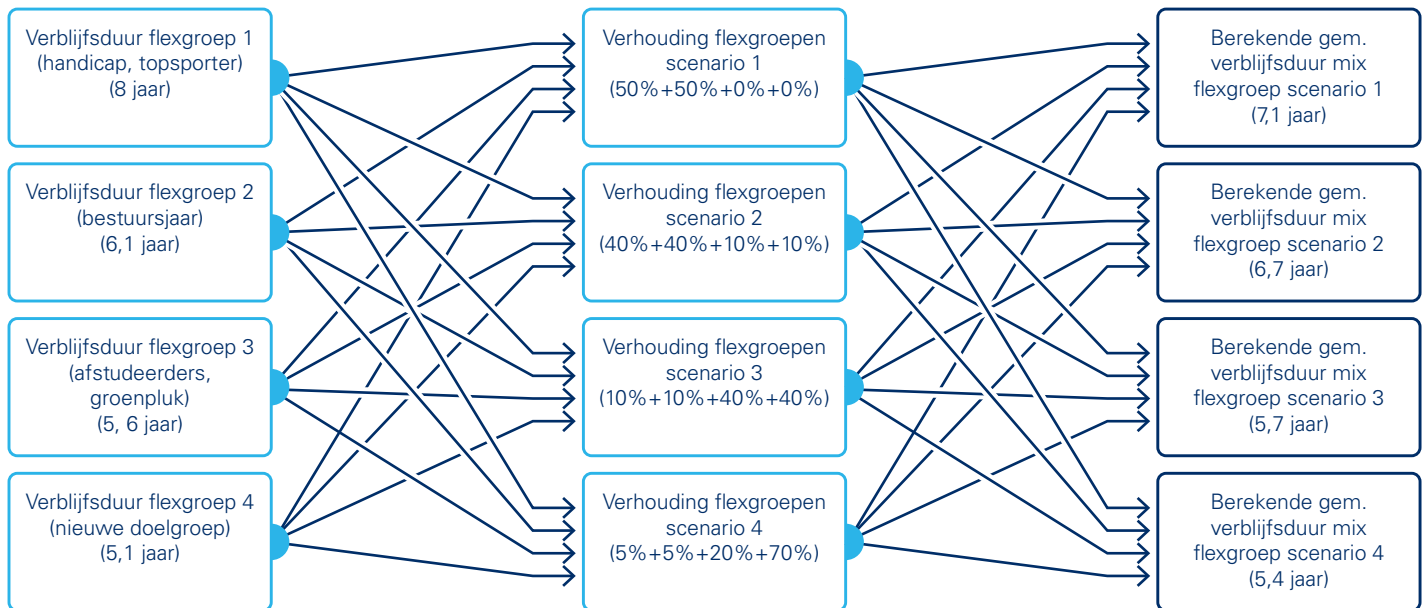 Verblijfsduur flexgroep 1
(handicap, topsporter)
(8 jaar)
Verblijfsduur flexgroep 2
(bestuursjaar)
(6,1 jaar)
Verblijfsduur flexgroep 3
(afstudeerders,
groenpluk)
(5, 6 jaar)
Verblijfsduur flexgroep 4
(nieuwe doelgroep)
(5,1 jaar)
Verhouding flexgroepen
scenario 1
(50%+50%+0%+0%)
Verhouding flexgroepen
scenario 2
(40%+40%+10%+10%)
Verhouding flexgroepen
scenario 3
(10%+10%+40%+40%)
Verhouding flexgroepen
scenario 4
(5%+5%+20%+70%)
Berekende gem.
verblijfsduur mix
flexgroep scenario 1
(7,1 jaar)
Berekende gem.
verblijfsduur mix
flexgroep scenario 2
(6,7 jaar)
Berekende gem.
verblijfsduur mix
flexgroep scenario 3
(5,7 jaar)
Berekende gem.
verblijfsduur mix
flexgroep scenario 4
(5,4 jaar)